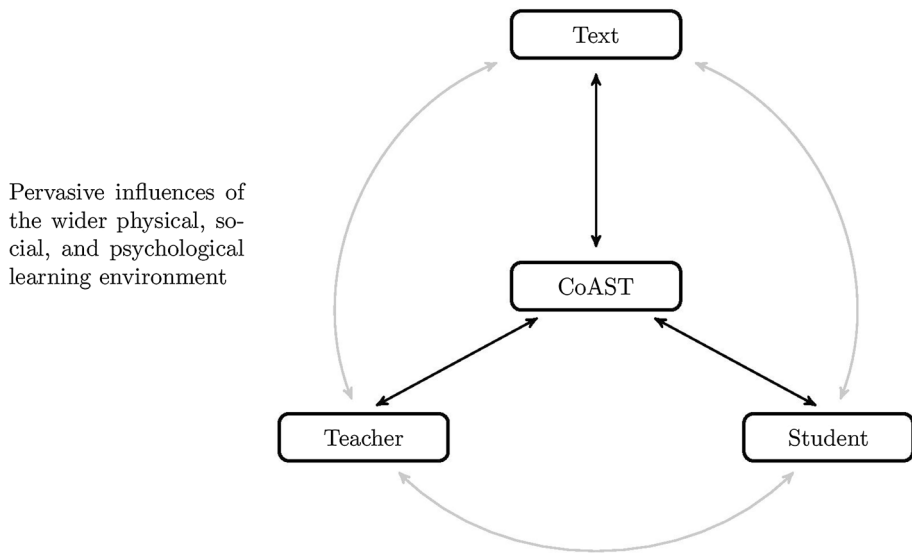 Text
Pervasive influences of
the wider physical, so-
cial, and psychological
learning environment
CoAST
Teacher
Student